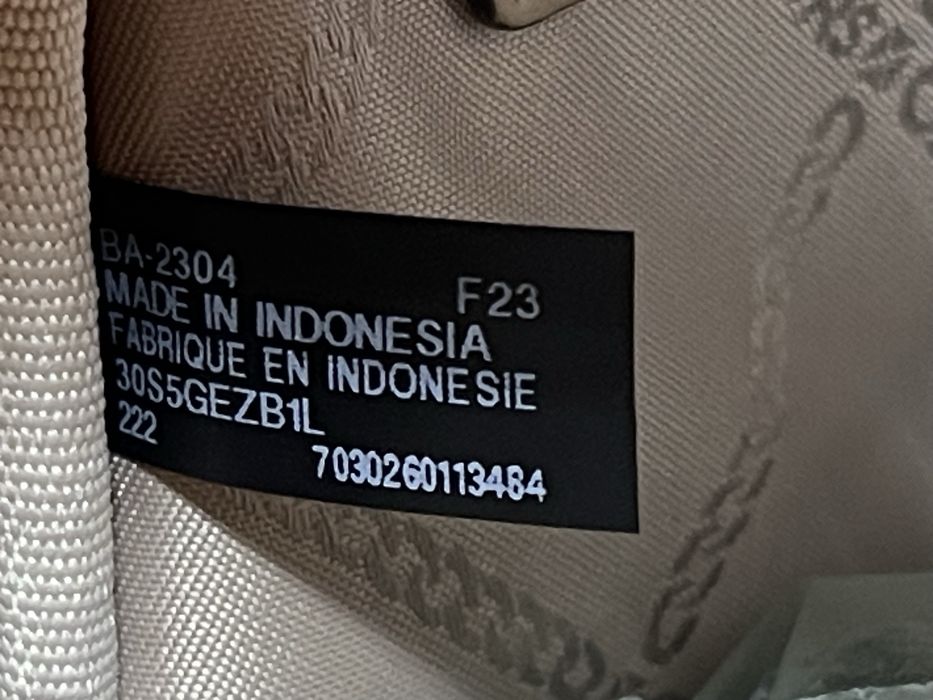 BA-2304
F23
MADE IN INDONESIA
FABRIQUE EN INDONESIE
30S5GEZB1L
222
7030260113484